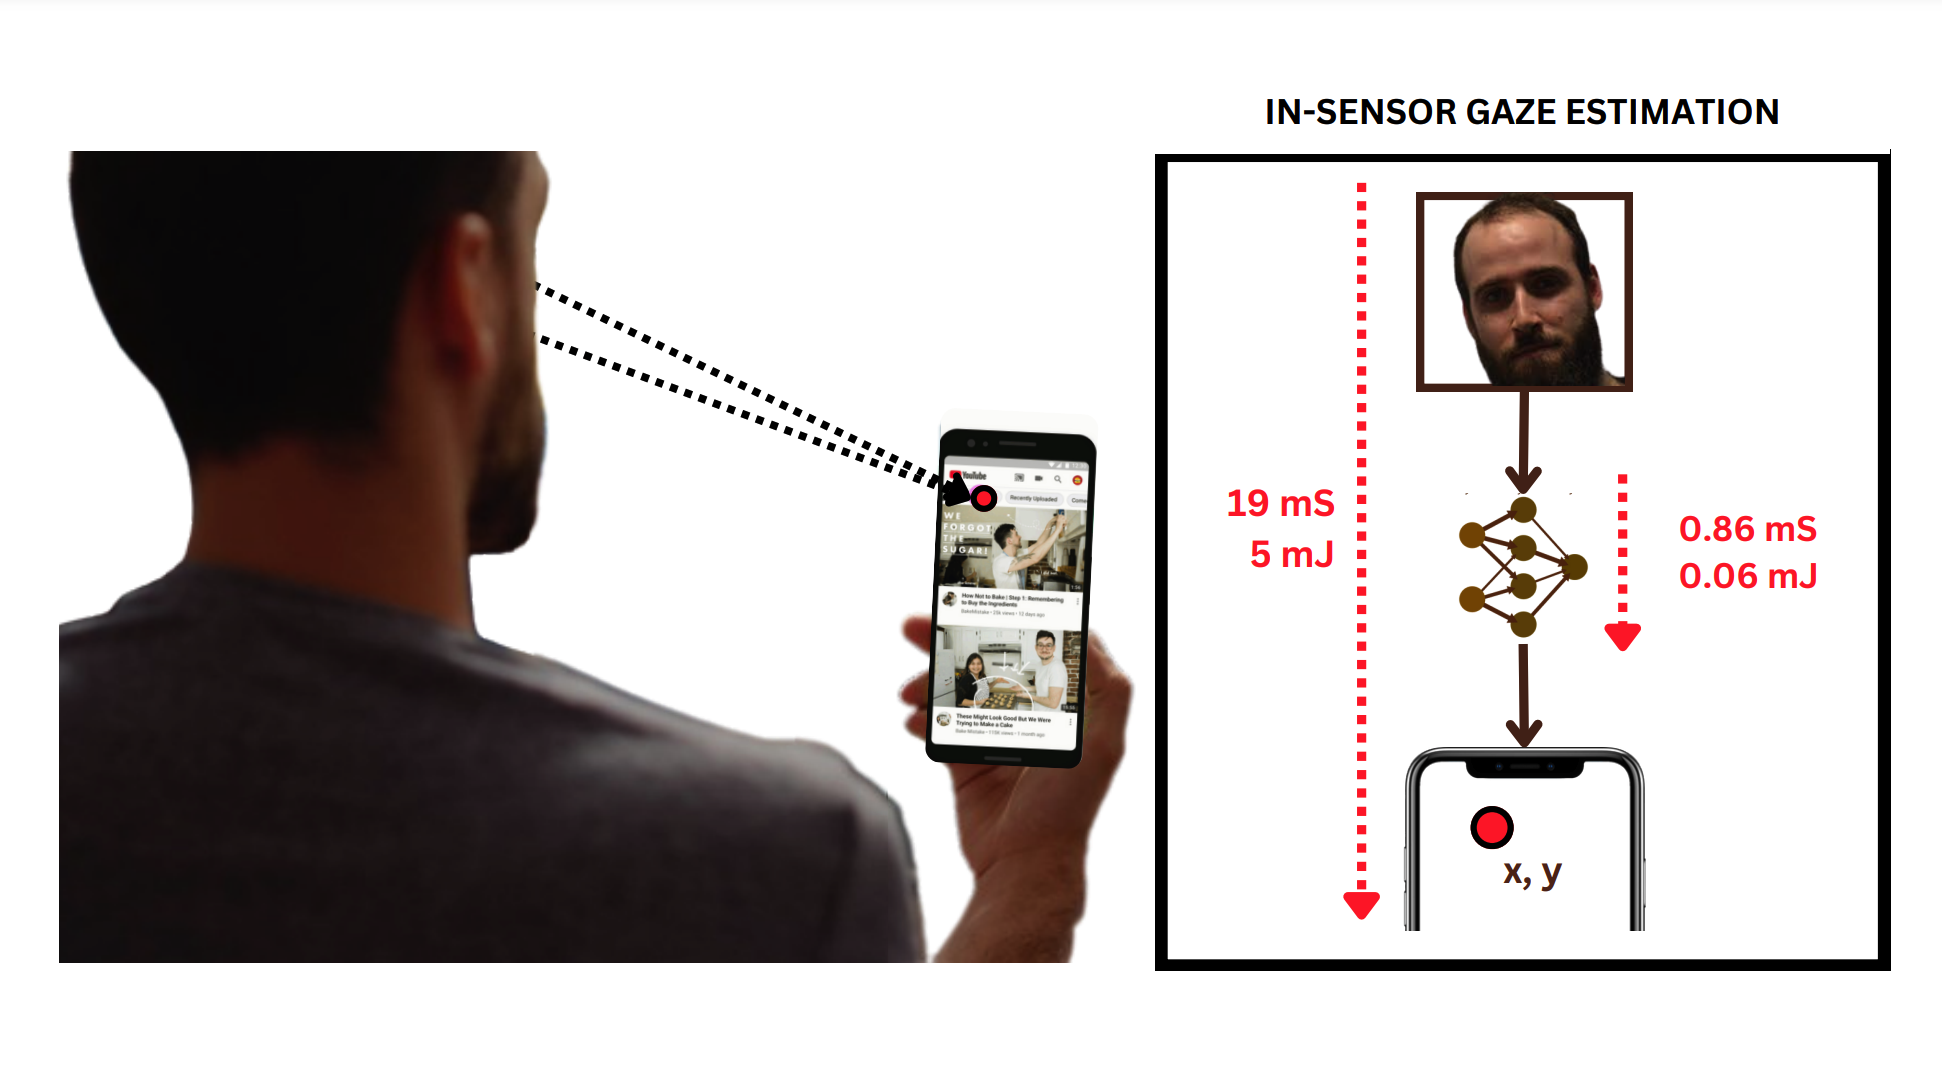 IN-SENSOR GAZE ESTIMATION
YouTube
Recently Uploaded
WE
FORGOT
THE
SUGAR!
How Not to Bake | Step 1: Remembering
to Buy the Ingredients
These Might Look Good But We Were
Trying to Make a Cake
19 mS
5 mJ
0.86 mS
0.06 mJ
x, y